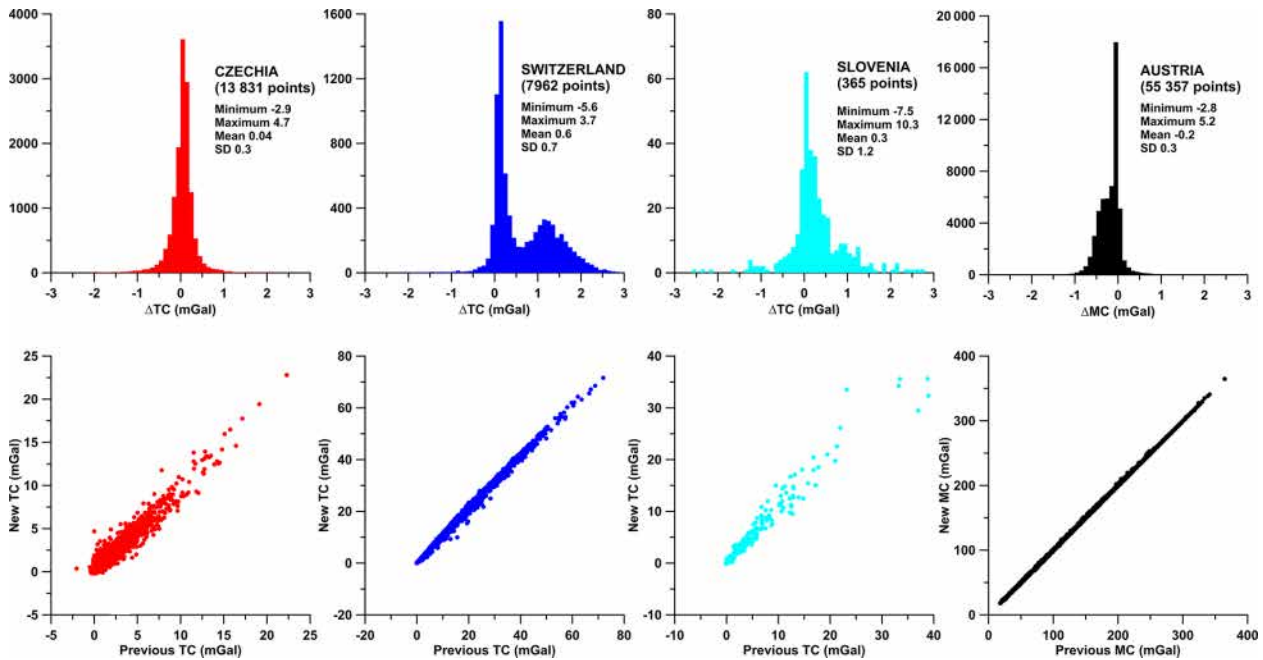 4000
3000
2000
1000
0
-3 -2 -1 0 1 2 3
ΔTC (mGal)
CZECHIA
(13 831 points)
Minimum -2.9
Maximum 4.7
Mean 0.04
SD 0.3
1600
1200
800
400
0
-3 -2 -1 0 1 2 3
ΔTC (mGal)
SWITZERLAND
(7962 points)
Minimum -5.6
Maximum 3.7
Mean 0.6
SD 0.7
80
60
40
20
0
-3 -2 -1 0 1 2 3
ΔTC (mGal)
SLOVENIA
(365 points)
Minimum -7.5
Maximum 10.3
Mean 0.3
SD 1.2
20 000
16 000
12 000
8000
4000
0
-3 -2 -1 0 1 2 3
ΔMC (mGal)
AUSTRIA
(55 357 points)
Minimum -2.8
Maximum 5.2
Mean -0.2
SD 0.3
25
20
15
10
5
0
-5
New TC (mGal)
-5 0 5 10 15 20 25
Previous TC (mGal)
80
60
40
20
0
-20
New TC (mGal)
-20 0 20 40 60 80
Previous TC (mGal)
40
30
20
10
0
-10
New TC (mGal)
-10 0 10 20 30 40
Previous TC (mGal)
400
300
200
100
0
New MC (mGal)
0 100 200 300 400
Previous MC (mGal)